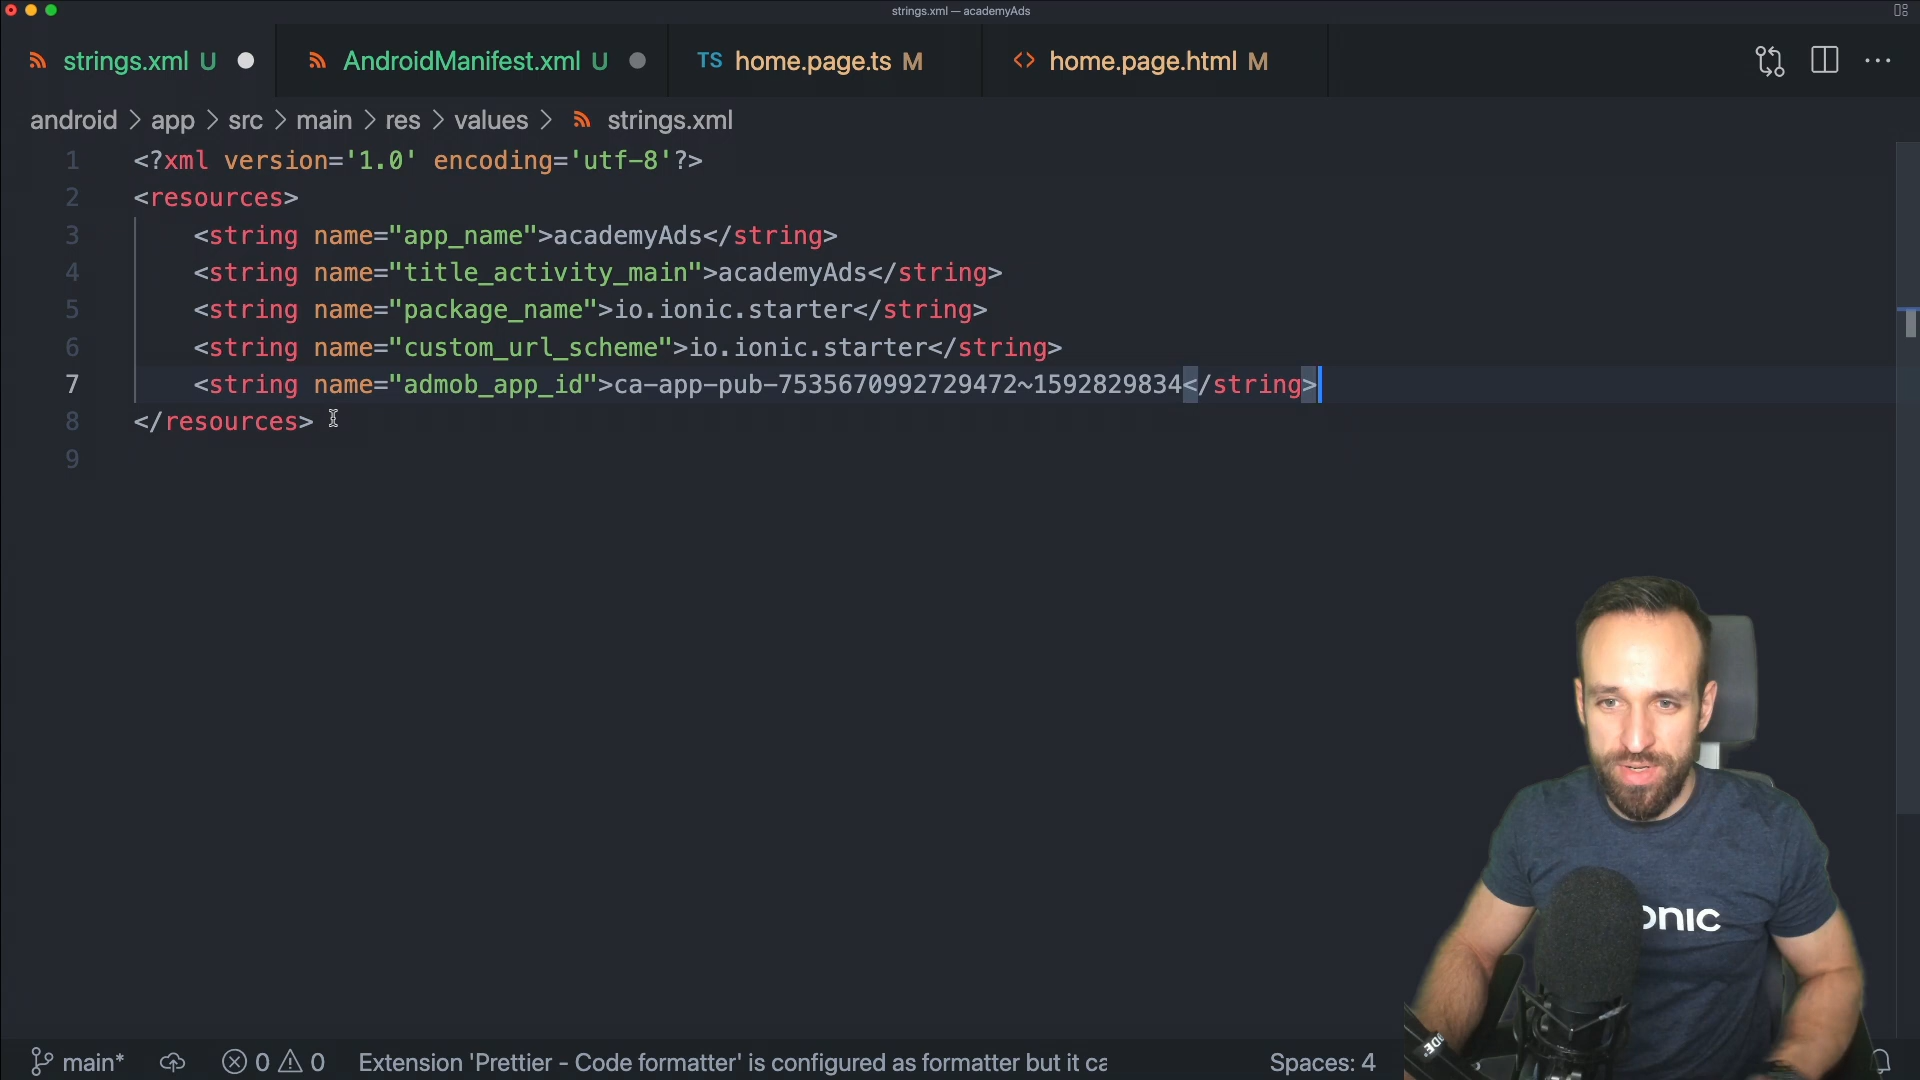 strings.xml — academyAds
strings.xml U AndroidManifest.xml U TS home.page.ts M <> home.page.html M
android > app > src > main > res > values > strings.xml
1 <?xml version='1.0' encoding='utf-8'?>
2 <resources>
3 <string name="app_name">academyAds</string>
4 <string name="title_activity_main">academyAds</string>
5 <string name="package_name">io.ionic.starter</string>
6 <string name="custom_url_scheme">io.ionic.starter</string>
7 <string name="admob_app_id">ca-app-pub-7535670992729472~1592829834</string>
8 </resources>
9
onic
main* 0 0 Extension 'Prettier - Code formatter' is configured as formatter but it ca Spaces: 4